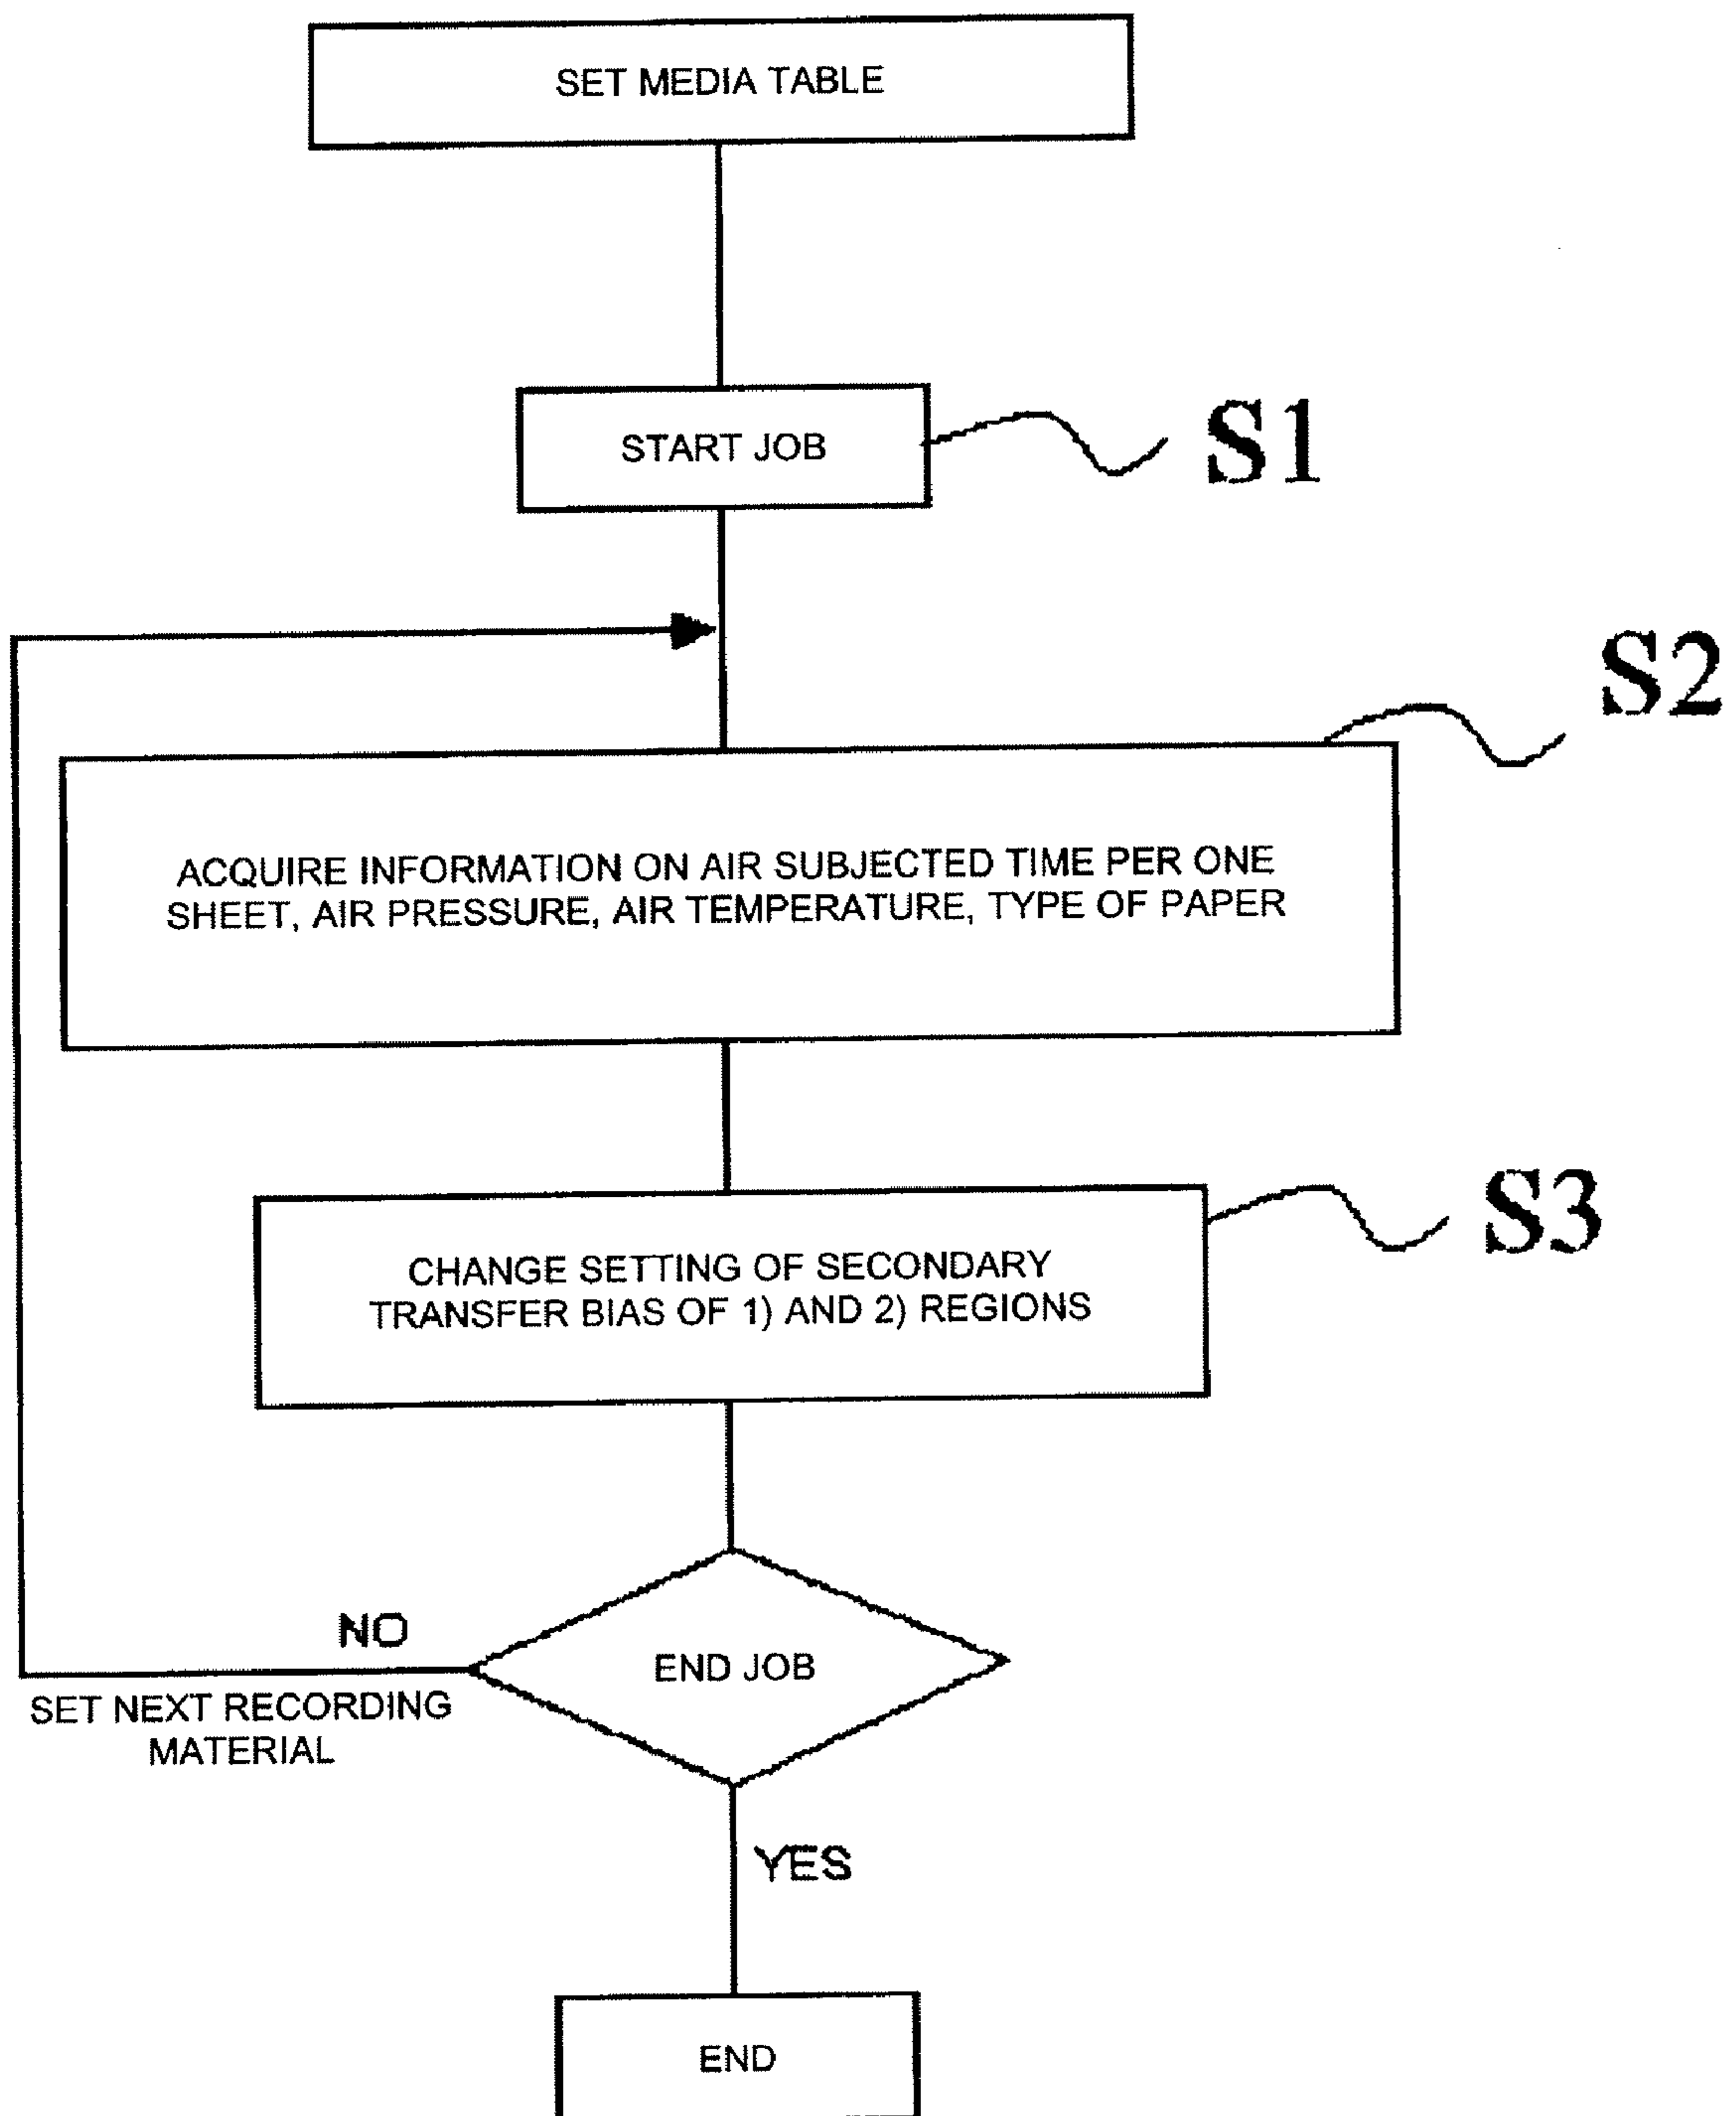 SET MEDIA TABLE
START JOB
S1
S2
ACQUIRE INFORMATION ON AIR SUBJECTED TIME PER ONE
SHEET, AIR PRESSURE, AIR TEMPERATURE, TYPE OF PAPER
S3
CHANGE SETTING OF SECONDARY
TRANSFER BIAS OF 1) AND 2) REGIONS
NO
END JOB
SET NEXT RECORDING
MATERIAL
YES
END